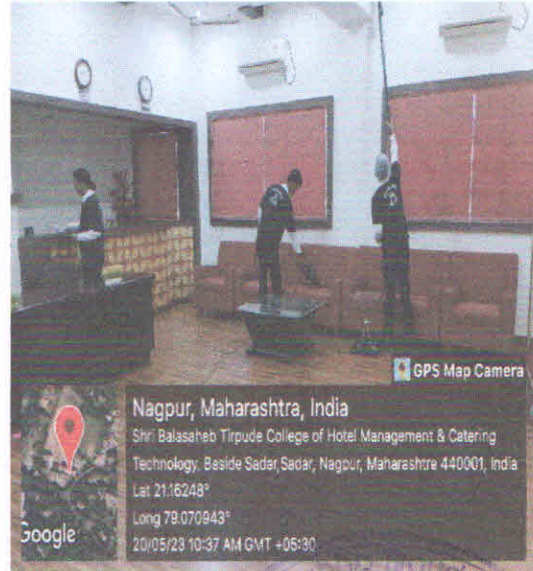 GPS Map Camera
Nagpur, Maharashtra, India
Shri Balasaheb Tirpude College of Hotel Management & Catering
Technology, Beside Sadar, Sadar, Nagpur, Maharashtra 440001, India
Lat 21.16248°
Long 79.070943°
20/05/23 10:37 AM GMT +05:30
Google